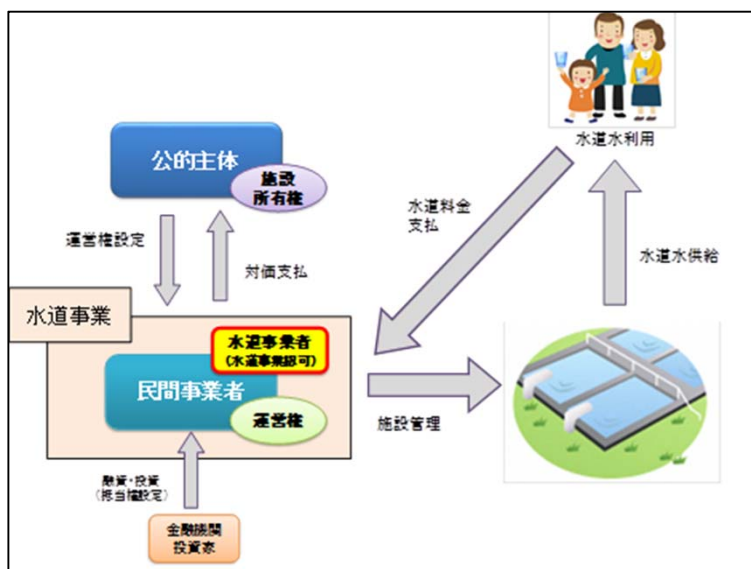 水道水利用
公的主体
施設
所有権
水道料金
支払
運営権設定
対価支払
水道水供給
水道事業
水道事業者
(水道事業認可)
民間事業者
運営権
施設管理
融資・投資
(抵当権設定)
金融機関
投資家